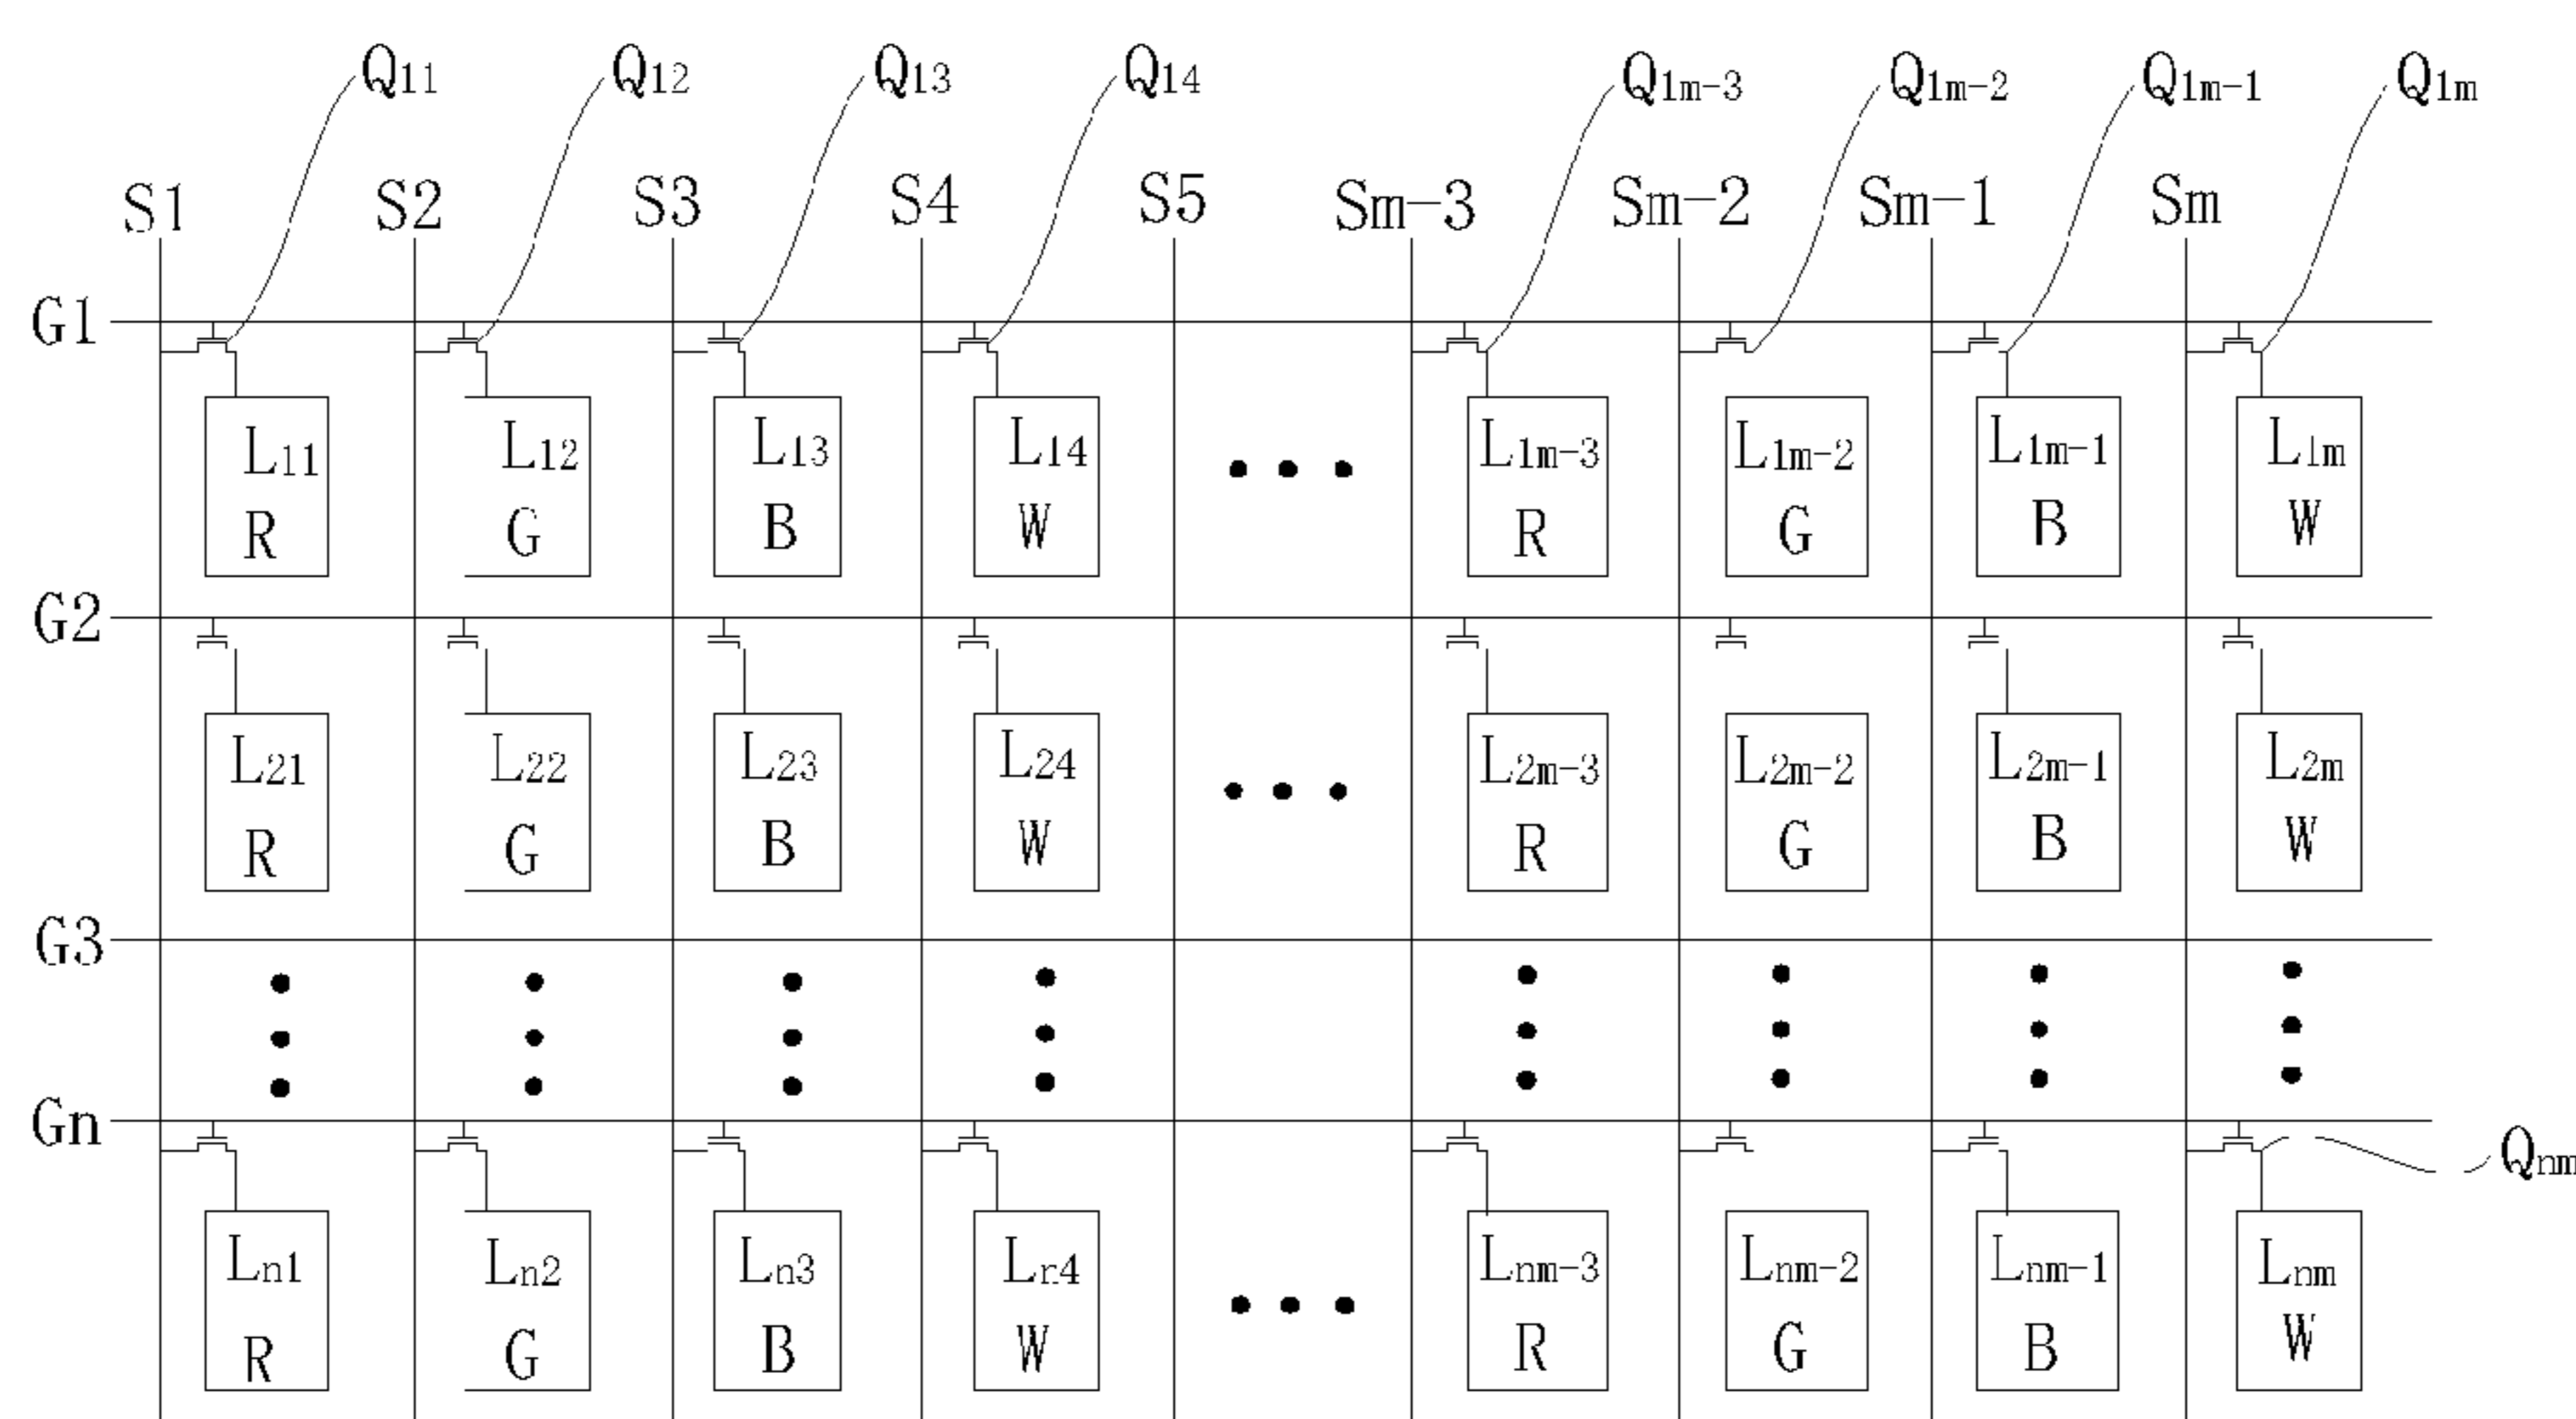 Q11 Q12 Q13 Q14 Q1m-3 Q1m-2 Q1m-1 Q1m
S1 S2 S3 S4 S5 Sm-3 Sm-2 Sm-1 Sm
G1
L11 L12 L13 L14 L1m-3 L1m-2 L1m-1 L1m
R G B W R G B W
G2
L21 L22 L23 L24 L2m-3 L2m-2 L2m-1 L2m
R G B W R G B W
G3
Gn
Qnm
Ln1 Ln2 Ln3 Ln4 Lnm-3 Lnm-2 Lnm-1 Lnm
R G B W R G B W